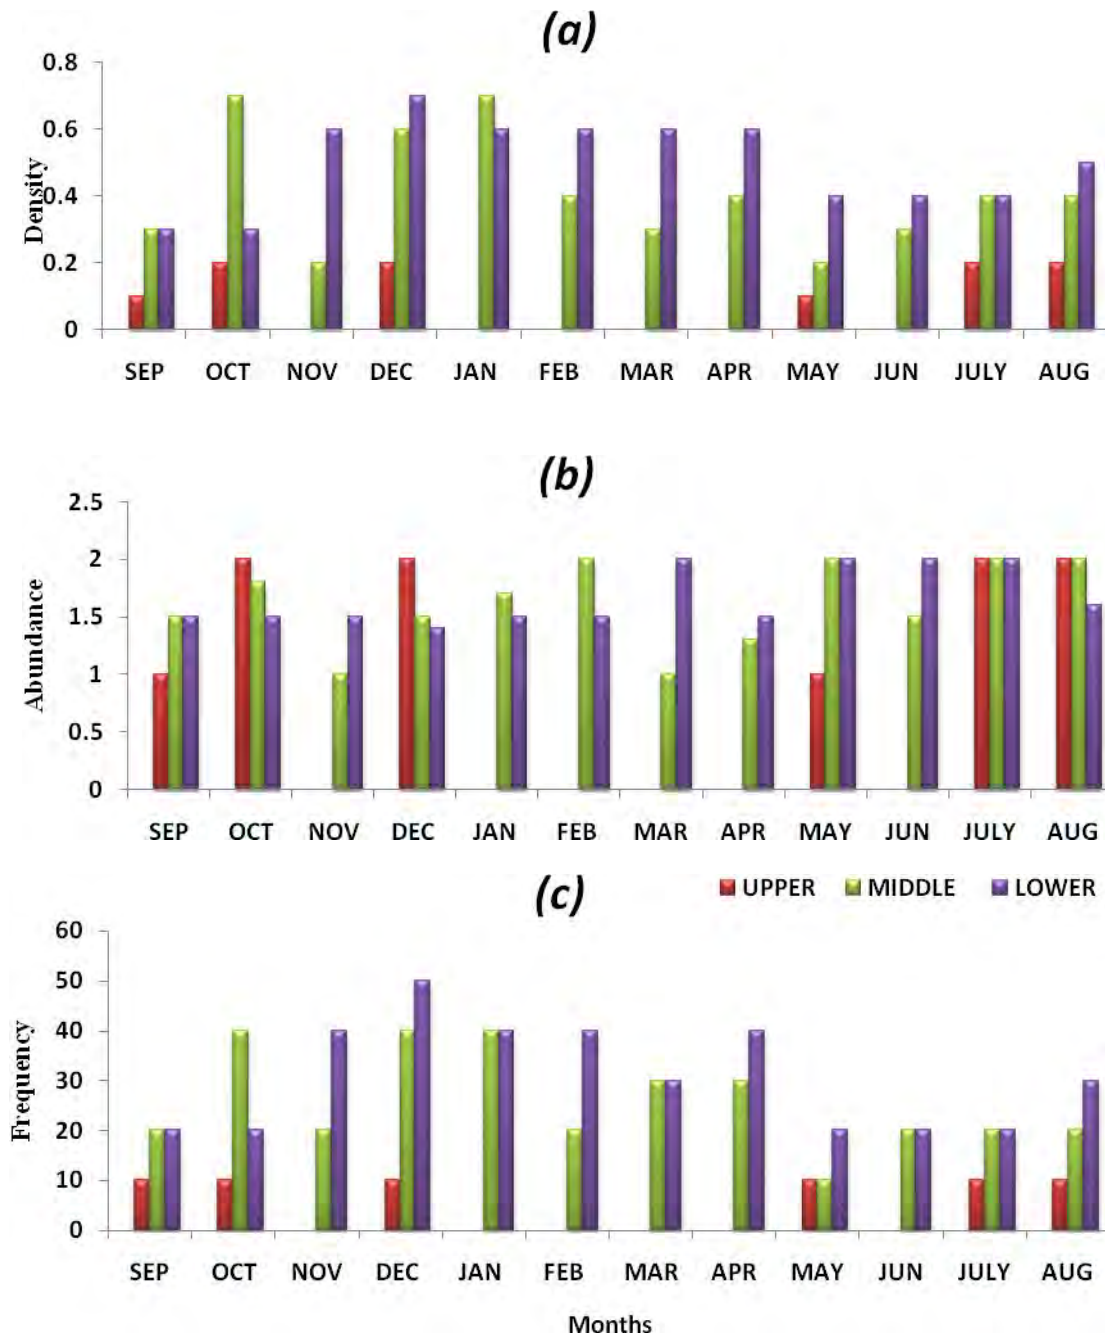 (a)
0.8
0.6
0.4
0.2
0
Density
SEP OCT NOV DEC JAN FEB MAR APR MAY JUN JULY AUG
(b)
2.5
2
1.5
1
0.5
0
Abundance
SEP OCT NOV DEC JAN FEB MAR APR MAY JUN JULY AUG
UPPER MIDDLE LOWER
(c)
60
50
40
30
20
10
0
Frequency
SEP OCT NOV DEC JAN FEB MAR APR MAY JUN JULY AUG
Months